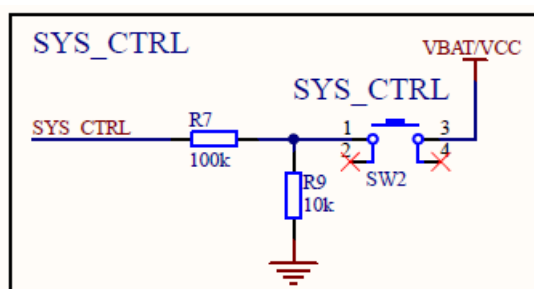 SYS_CTRL
VBAT/VCC
SYS_CTRL
SYS_CTRL
R7
100k
1
3
2
4
SW2
R9
10k